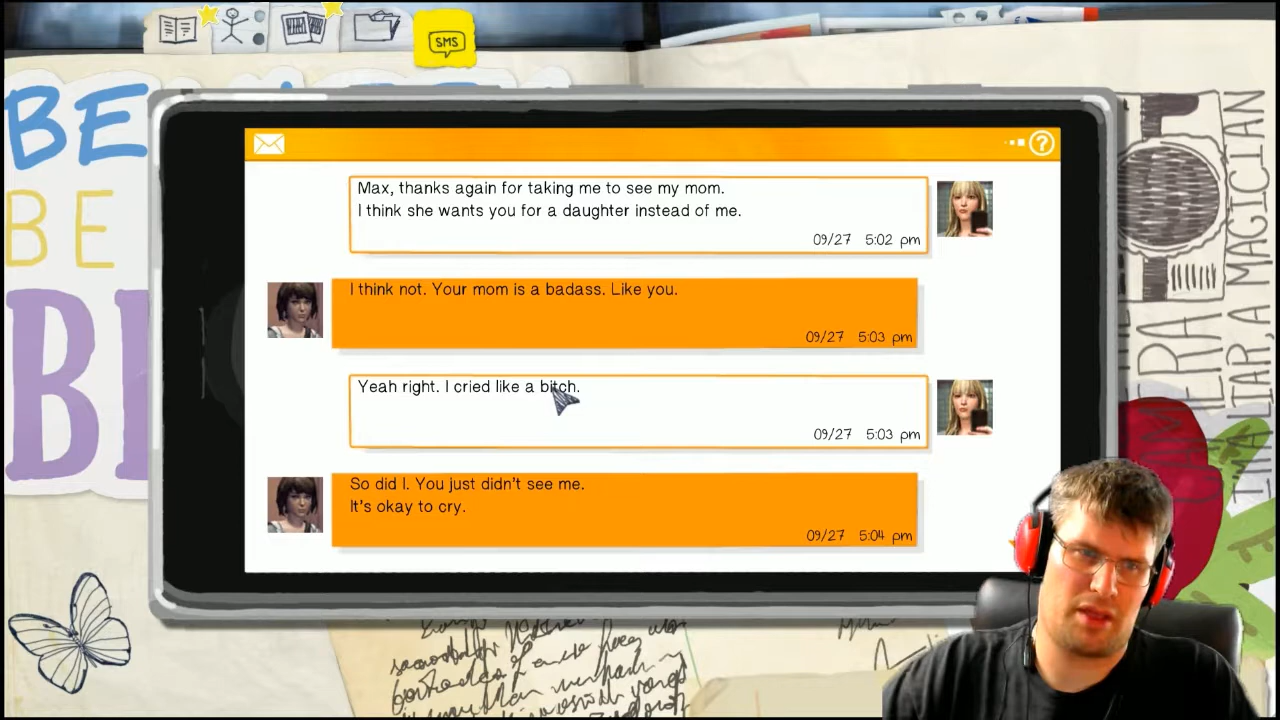 SMS
BE
BE
Max, thanks again for taking me to see my mom.
I think she wants you for a daughter instead of me.
09/27 5:02 pm
I think not. Your mom is a badass. Like you.
09/27 5:03 pm
Yeah right. I cried like a bitch.
09/27 5:03 pm
So did I. You just didn't see me.
It's okay to cry.
09/27 5:04 pm
CAMERA
LIAR, A MAGICIAN